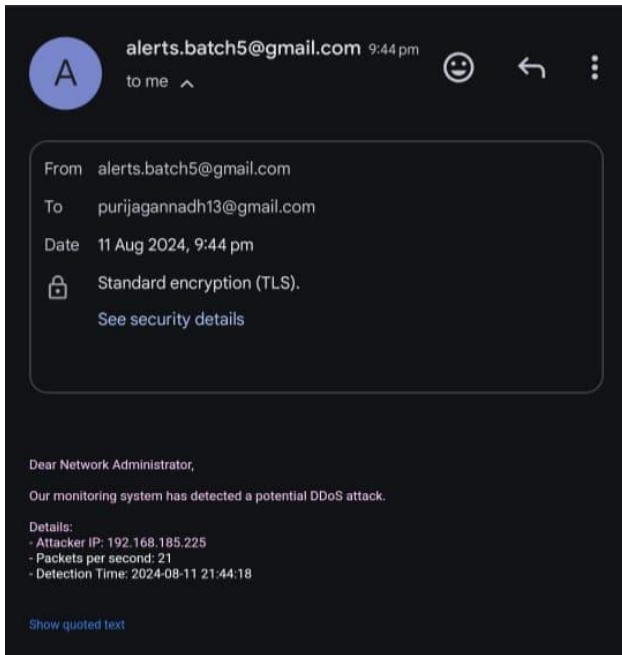 A
alerts.batch5@gmail.com 9:44 pm
to me
From alerts.batch5@gmail.com
To purijagannadh13@gmail.com
Date 11 Aug 2024, 9:44 pm
Standard encryption (TLS).
See security details
Dear Network Administrator,
Our monitoring system has detected a potential DDoS attack.
Details:
- Attacker IP: 192.168.185.225
- Packets per second: 21
- Detection Time: 2024-08-11 21:44:18
Show quoted text